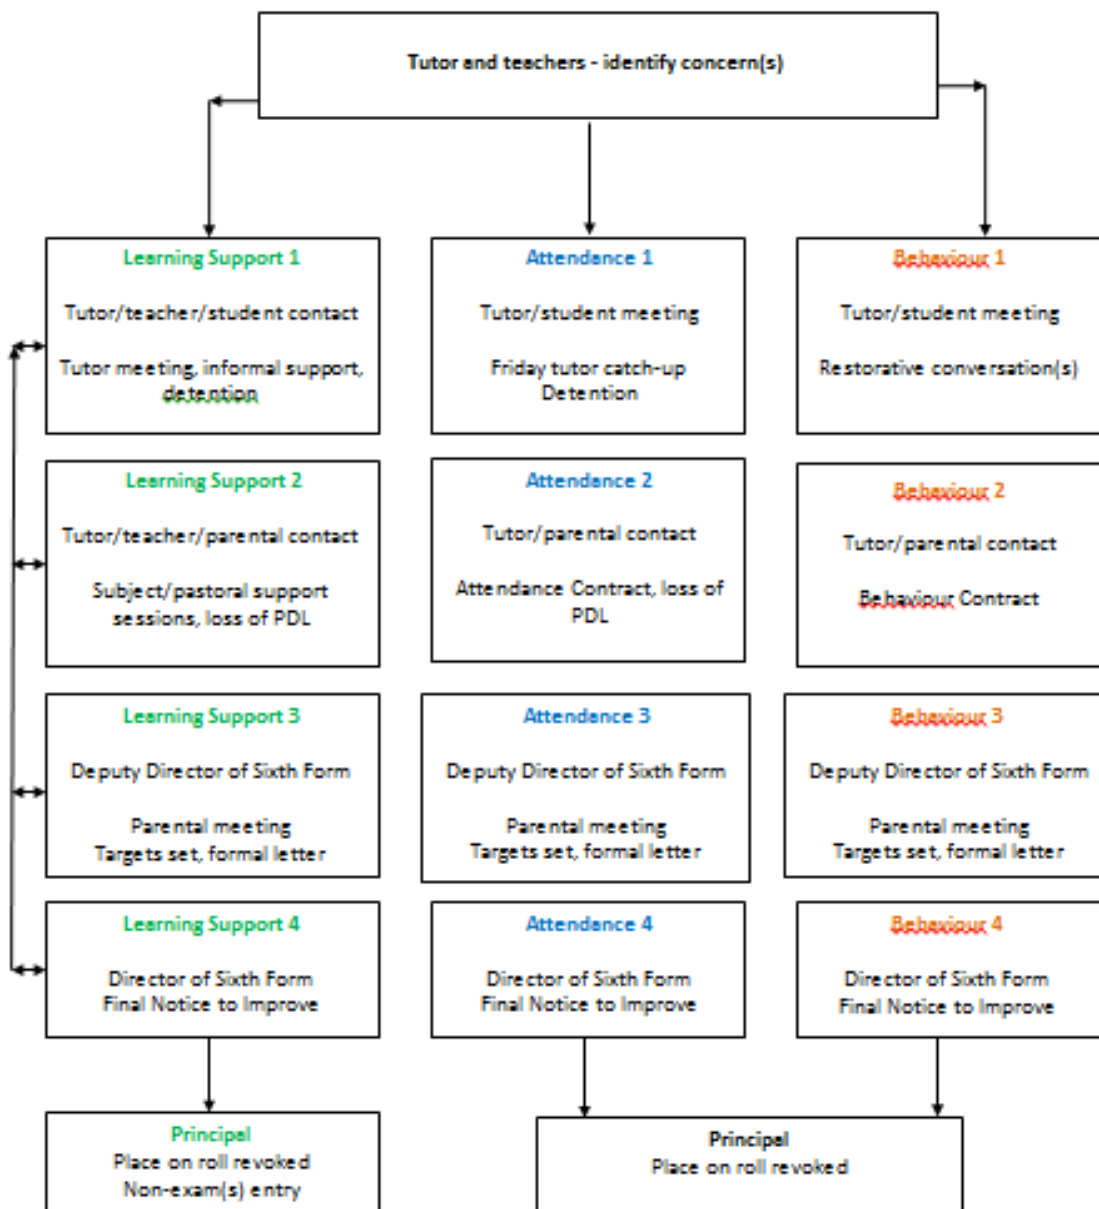 Tutor and teachers - identify concern(s)
Learning Support 1
Tutor/teacher/student contact
Tutor meeting, informal support,
detention
Attendance 1
Tutor/student meeting
Friday tutor catch-up
Detention
Behaviour 1
Tutor/student meeting
Restorative conversation(s)
Learning Support 2
Tutor/teacher/parental contact
Subject/pastoral support
sessions, loss of PDL
Attendance 2
Tutor/parental contact
Attendance Contract, loss of
PDL
Behaviour 2
Tutor/parental contact
Behaviour Contract
Learning Support 3
Deputy Director of Sixth Form
Parental meeting
Targets set, formal letter
Attendance 3
Deputy Director of Sixth Form
Parental meeting
Targets set, formal letter
Behaviour 3
Deputy Director of Sixth Form
Parental meeting
Targets set, formal letter
Learning Support 4
Director of Sixth Form
Final Notice to Improve
Attendance 4
Director of Sixth Form
Final Notice to Improve
Behaviour 4
Director of Sixth Form
Final Notice to Improve
Principal
Place on roll revoked
Non-exam(s) entry
Principal
Place on roll revoked